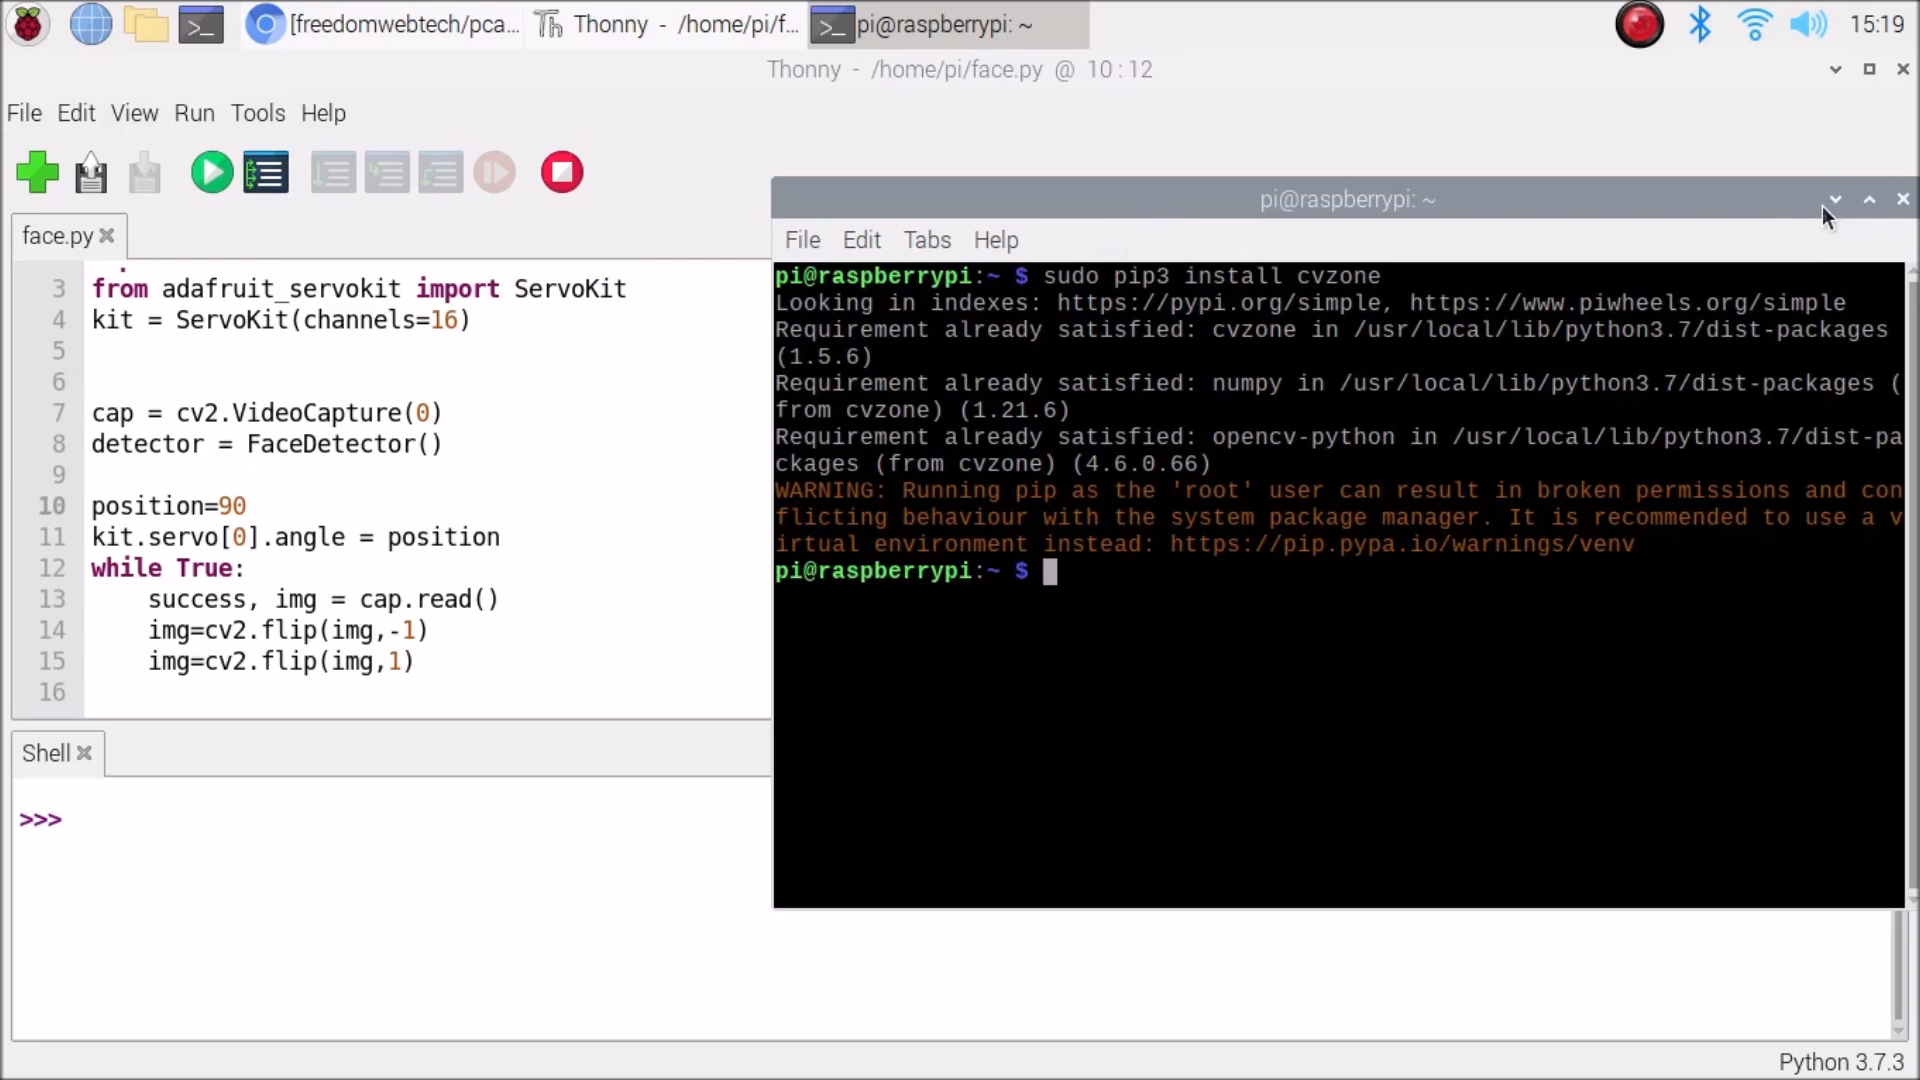 [freedomwebtech/pca...
Thonny - /home/pi/f...
pi@raspberrypi: ~
15:19
Thonny - /home/pi/face.py @ 10:12
File Edit View Run Tools Help
face.py
3 from adafruit_servokit import ServoKit
4 kit = ServoKit(channels=16)
5
6
7 cap = cv2.VideoCapture(0)
8 detector = FaceDetector()
9
10 position=90
11 kit.servo[0].angle = position
12 while True:
13     success, img = cap.read()
14     img=cv2.flip(img,-1)
15     img=cv2.flip(img,1)
16
Shell
>>>
pi@raspberrypi: ~
File Edit Tabs Help
pi@raspberrypi:~ $ sudo pip3 install cvzone
Looking in indexes: https://pypi.org/simple, https://www.piwheels.org/simple
Requirement already satisfied: cvzone in /usr/local/lib/python3.7/dist-packages
(1.5.6)
Requirement already satisfied: numpy in /usr/local/lib/python3.7/dist-packages (
from cvzone) (1.21.6)
Requirement already satisfied: opencv-python in /usr/local/lib/python3.7/dist-pa
ckages (from cvzone) (4.6.0.66)
WARNING: Running pip as the 'root' user can result in broken permissions and con
flicting behaviour with the system package manager. It is recommended to use a v
irtual environment instead: https://pip.pypa.io/warnings/venv
pi@raspberrypi:~ $
Python 3.7.3